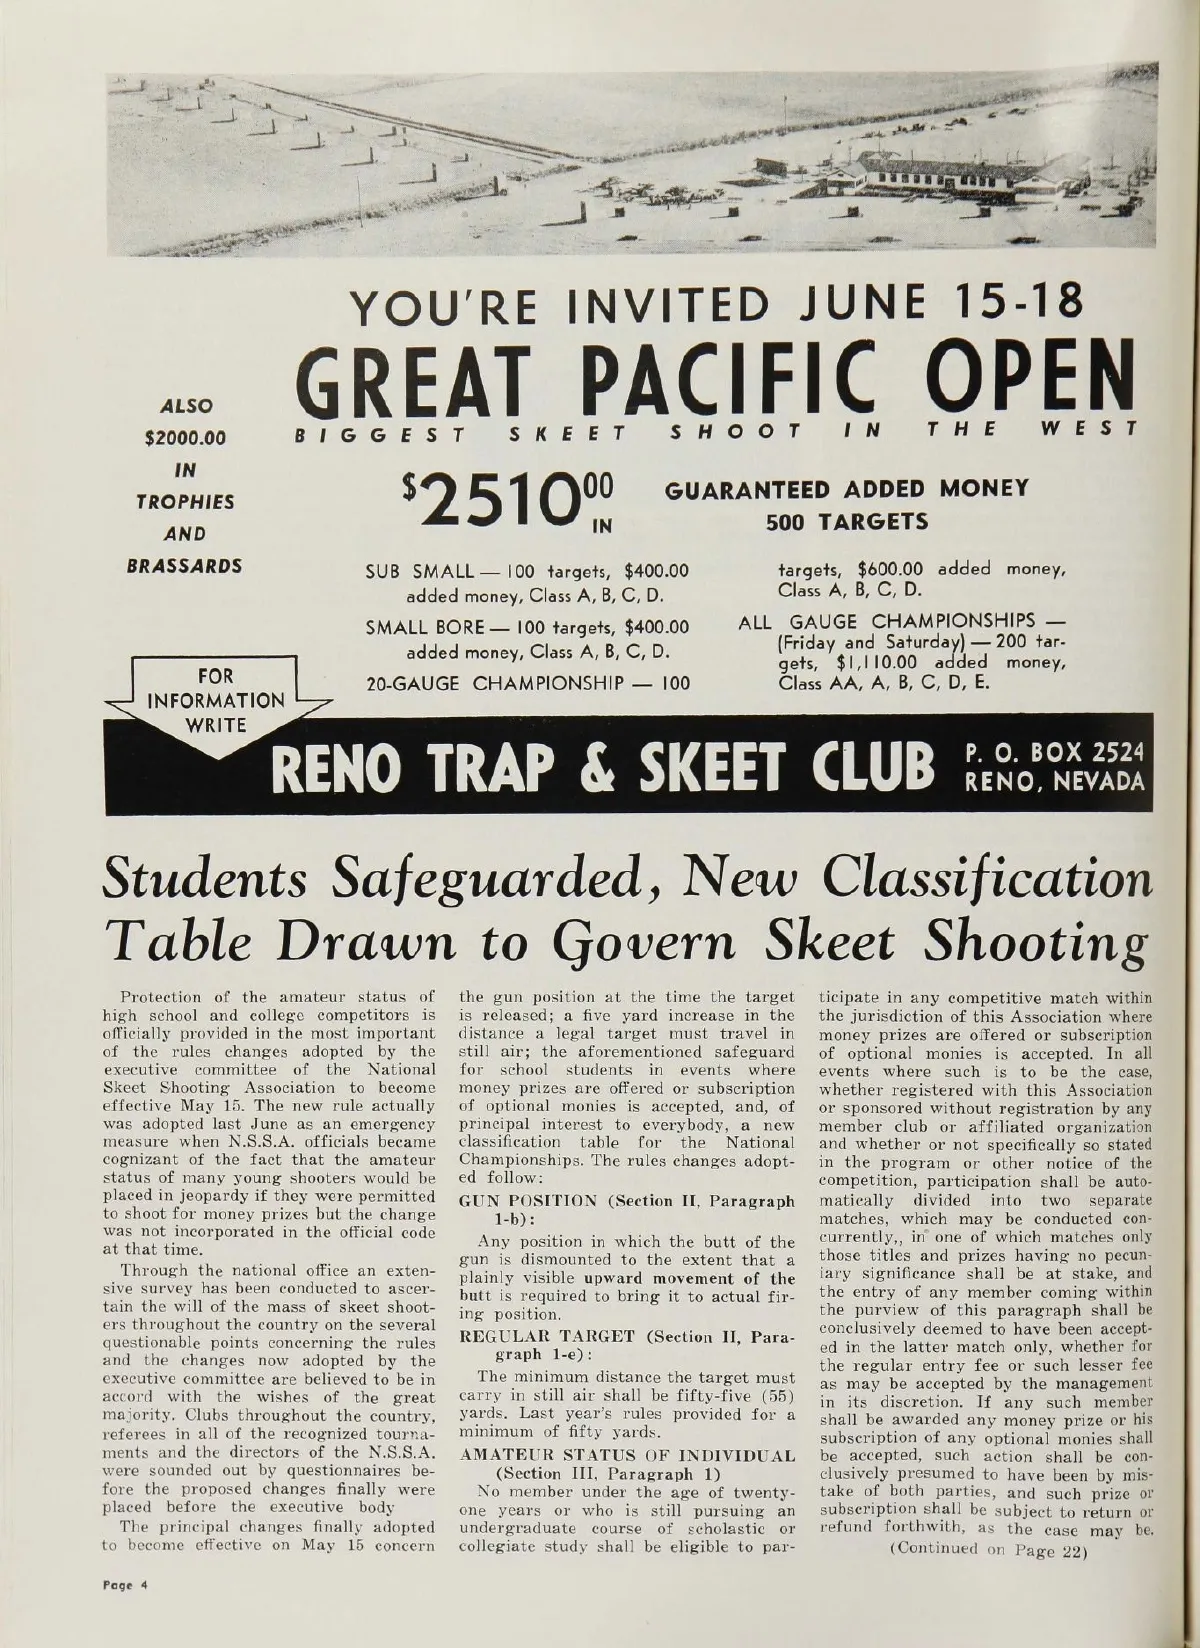 YOU'RE INVITED JUNE 15-18
GREAT PACIFIC OPEN
BIGGEST SKEET SHOOT IN THE WEST
ALSO
$2000.00
IN
TROPHIES
AND
BRASSARDS
$2510.00
IN
GUARANTEED ADDED MONEY
500 TARGETS
SUB SMALL — 100 targets, $400.00
added money, Class A, B, C, D.
SMALL BORE — 100 targets, $400.00
added money, Class A, B, C, D.
20-GAUGE CHAMPIONSHIP — 100
targets, $600.00 added money,
Class A, B, C, D.
ALL GAUGE CHAMPIONSHIPS —
(Friday and Saturday) — 200 tar-
gets, $1,110.00 added money,
Class AA, A, B, C, D, E.
FOR
INFORMATION
WRITE
RENO TRAP & SKEET CLUB
P. O. BOX 2524
RENO, NEVADA
Students Safeguarded, New Classification
Table Drawn to Govern Skeet Shooting
Protection of the amateur status of
high school and college competitors is
officially provided in the most important
of the rules changes adopted by the
executive committee of the National
Skeet Shooting Association to become
effective May 15. The new rule actually
was adopted last June as an emergency
measure when N.S.S.A. officials became
cognizant of the fact that the amateur
status of many young shooters would be
placed in jeopardy if they were permitted
to shoot for money prizes but the change
was not incorporated in the official code
at that time.
Through the national office an exten-
sive survey has been conducted to ascer-
tain the will of the mass of skeet shoot-
ers throughout the country on the several
questionable points concerning the rules
and the changes now adopted by the
executive committee are believed to be in
accord with the wishes of the great
majority. Clubs throughout the country,
referees in all of the recognized tourna-
ments and the directors of the N.S.S.A.
were sounded out by questionnaires be-
fore the proposed changes finally were
placed before the executive body
The principal changes finally adopted
to become effective on May 15 concern
the gun position at the time the target
is released; a five yard increase in the
distance a legal target must travel in
still air; the aforementioned safeguard
for school students in events where
money prizes are offered or subscription
of optional monies is accepted, and, of
principal interest to everybody, a new
classification table for the National
Championships. The rules changes adopt-
ed follow:
GUN POSITION (Section II, Paragraph
1-b):
Any position in which the butt of the
gun is dismounted to the extent that a
plainly visible upward movement of the
butt is required to bring it to actual fir-
ing position.
REGULAR TARGET (Section II, Para-
graph 1-e):
The minimum distance the target must
carry in still air shall be fifty-five (55)
yards. Last year's rules provided for a
minimum of fifty yards.
AMATEUR STATUS OF INDIVIDUAL
(Section III, Paragraph 1)
No member under the age of twenty-
one years or who is still pursuing an
undergraduate course of scholastic or
collegiate study shall be eligible to par-
ticipate in any competitive match within
the jurisdiction of this Association where
money prizes are offered or subscription
of optional monies is accepted. In all
events where such is to be the case,
whether registered with this Association
or sponsored without registration by any
member club or affiliated organization
and whether or not specifically so stated
in the program or other notice of the
competition, participation shall be auto-
matically divided into two separate
matches, which may be conducted con-
currently,, in one of which matches only
those titles and prizes having no pecun-
iary significance shall be at stake, and
the entry of any member coming within
the purview of this paragraph shall be
conclusively deemed to have been accept-
ed in the latter match only, whether for
the regular entry fee or such lesser fee
as may be accepted by the management
in its discretion. If any such member
shall be awarded any money prize or his
subscription of any optional monies shall
be accepted, such action shall be con-
clusively presumed to have been by mis-
take of both parties, and such prize or
subscription shall be subject to return or
refund forthwith, as the case may be.
(Continued on Page 22)
Page 4